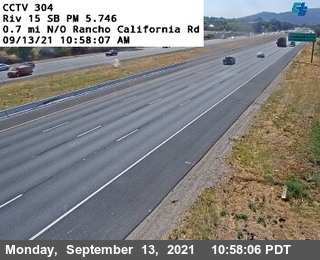 CCTV 304
Riv 15 SB PM 5.746
0.7 mi N/O Rancho California Rd
09/13/21 10:58:07 AM
Monday, September 13, 2021 10:58:06 PDT